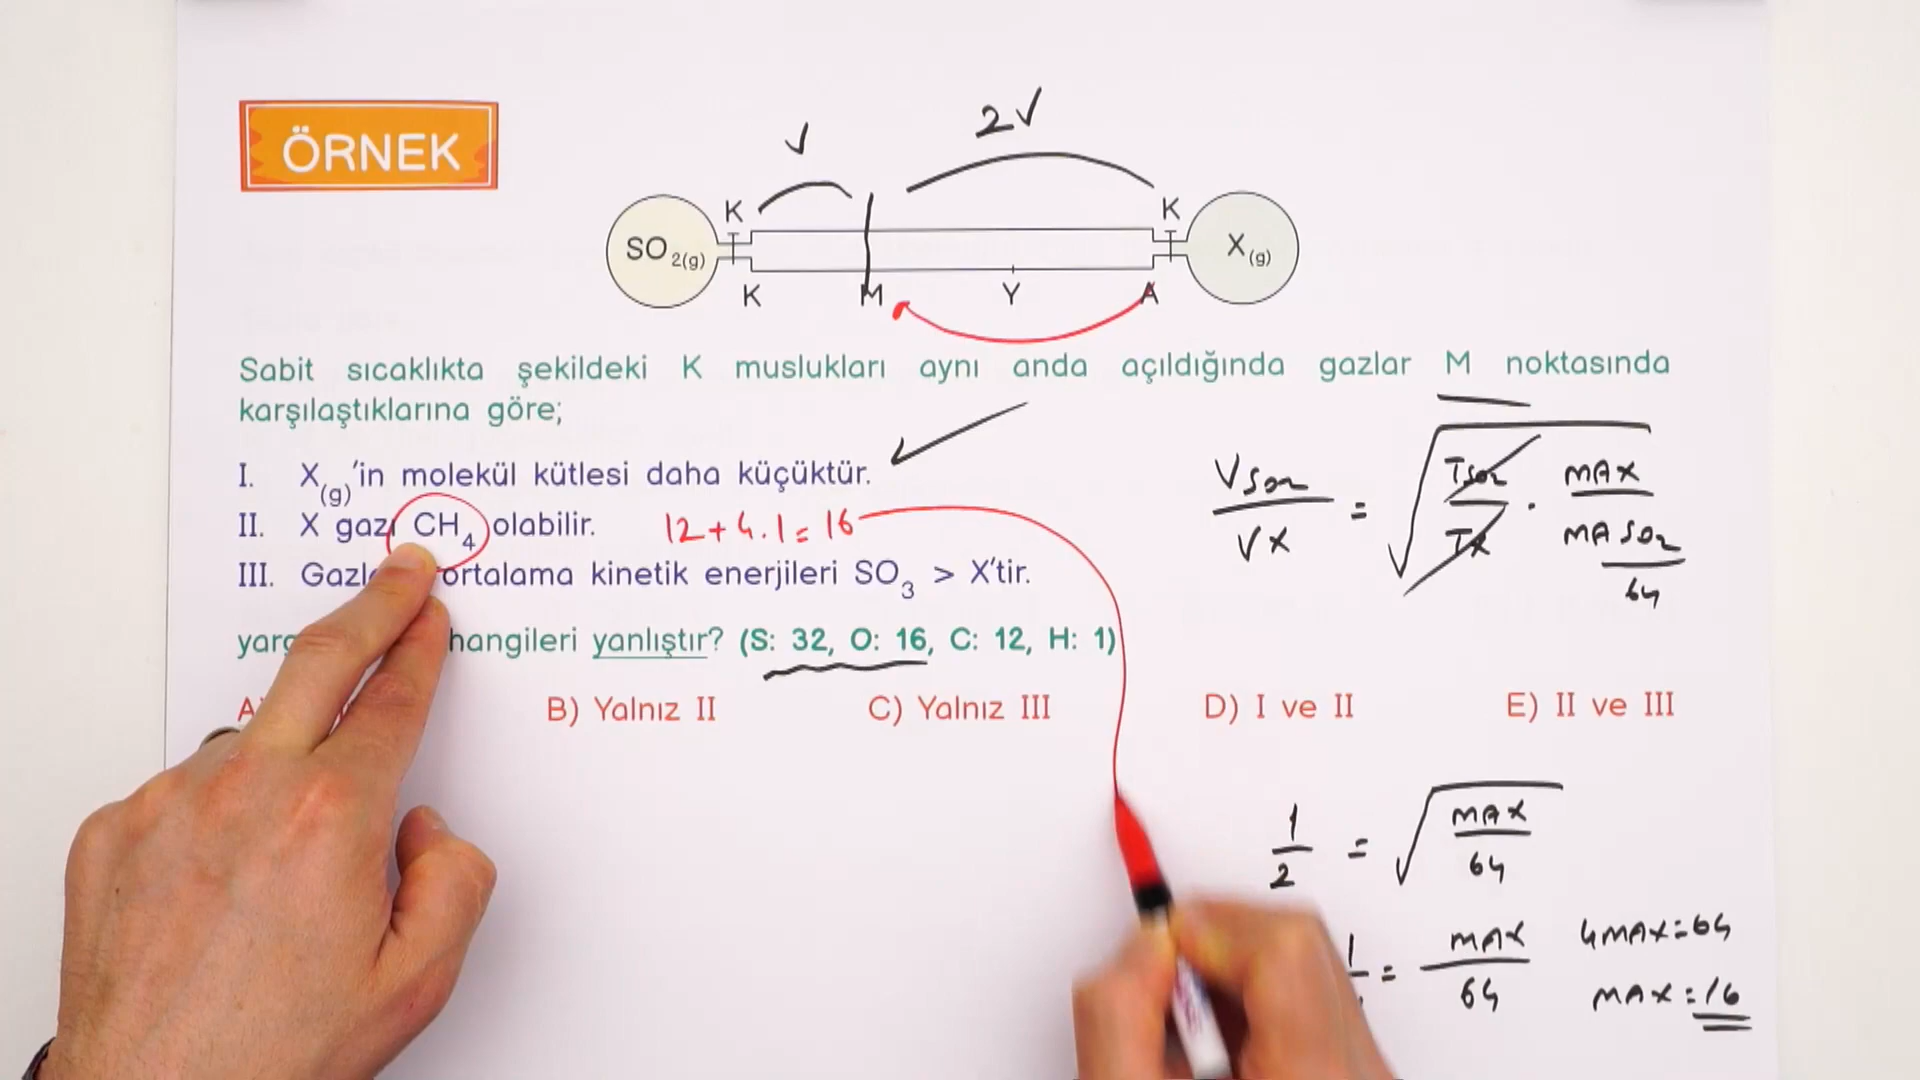 ÖRNEK
V
2V
K
K
SO2(g)
X(g)
K
M
Y
A
Sabit sıcaklıkta şekildeki K muslukları aynı anda açıldığında gazlar M noktasında
karşılaştıklarına göre;
I. X(g)'in molekül kütlesi daha küçüktür.
II. X gazı CH4 olabilir.
12 + 4.1 = 16
III. ortalama kinetik enerjileri SO3 > X'tir.
hangileri yanlıştır? (S: 32, O: 16, C: 12, H: 1)
B) Yalnız II
C) Yalnız III
D) I ve II
E) II ve III
VSO2 / VX = √ TSO2 / TX . MAX / MASO2
64
1 / 2 = √ MAX / 64
1 = MAX / 64
4MAX = 64
MAX = 16